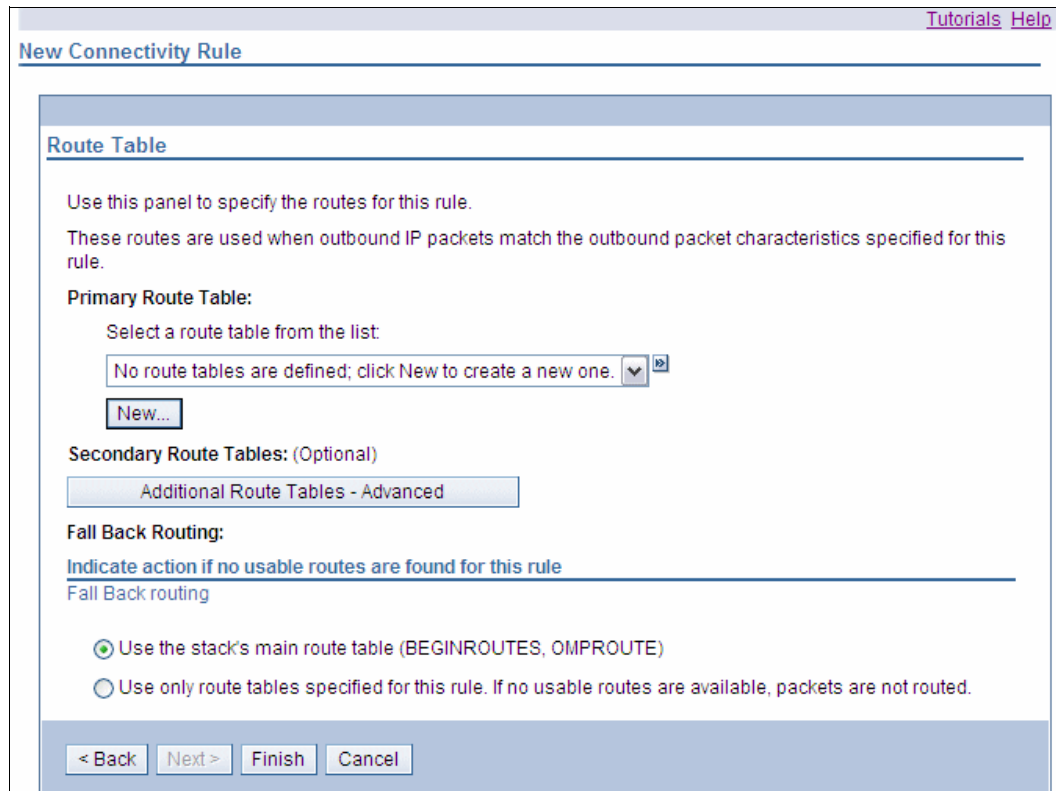 Tutorials Help
New Connectivity Rule
Route Table
Use this panel to specify the routes for this rule.
These routes are used when outbound IP packets match the outbound packet characteristics specified for this
rule.
Primary Route Table:
Select a route table from the list:
No route tables are defined; click New to create a new one.
New...
Secondary Route Tables: (Optional)
Additional Route Tables - Advanced
Fall Back Routing:
Indicate action if no usable routes are found for this rule
Fall Back routing
Use the stack's main route table (BEGINROUTES, OMPROUTE)
Use only route tables specified for this rule. If no usable routes are available, packets are not routed.
< Back Next > Finish Cancel